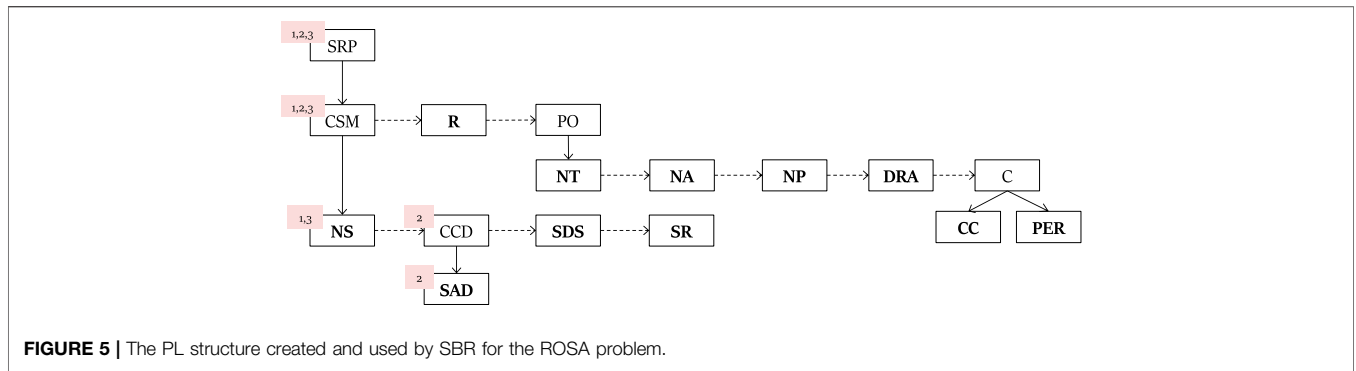 1,2,3
SRP
1,2,3
CSM
R
PO
NT
NA
NP
DRA
C
1,3
NS
2
CCD
SDS
SR
CC
PER
2
SAD
FIGURE 5 | The PL structure created and used by SBR for the ROSA problem.